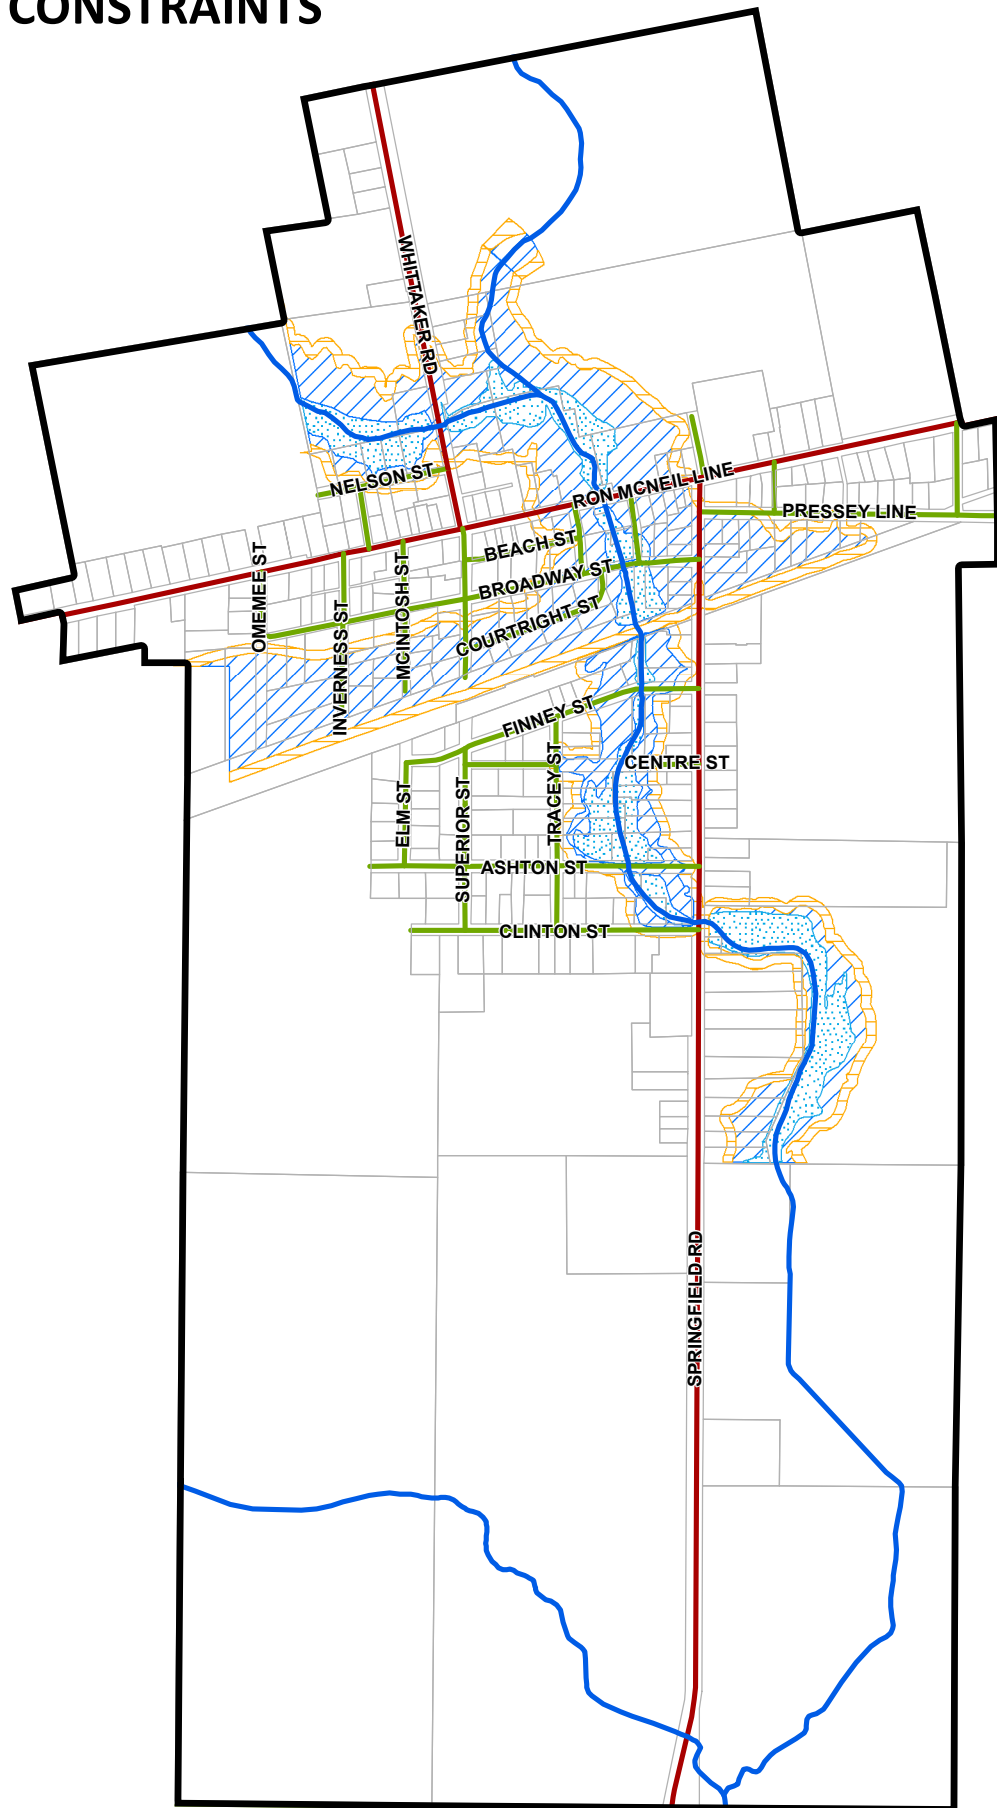 CONSTRAINTS
WHITTAKER RD
NELSON ST
RON MCNEIL LINE
PRESSEY LINE
BEACH ST
OMEMEE ST
BROADWAY ST
MCINTOSH ST
INVERNESS ST
COURTRIGHT ST
FINNEY ST
CENTRE ST
TRACEY ST
ELM ST
SUPERIOR ST
ASHTON ST
CLINTON ST
SPRINGFIELD RD